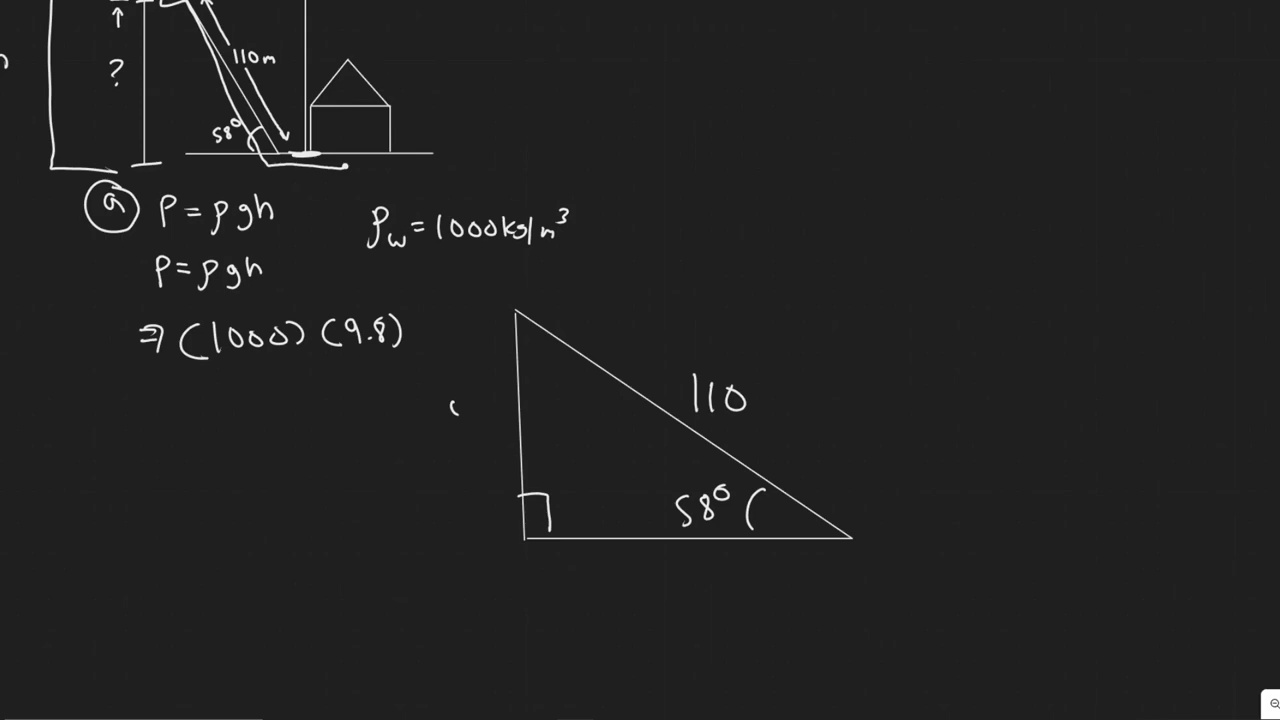 ?
110m
58°
a P = ρgh
ρw = 1000kg/m³
P = ρgh
⇒ (1000) (9.8)
110
58°